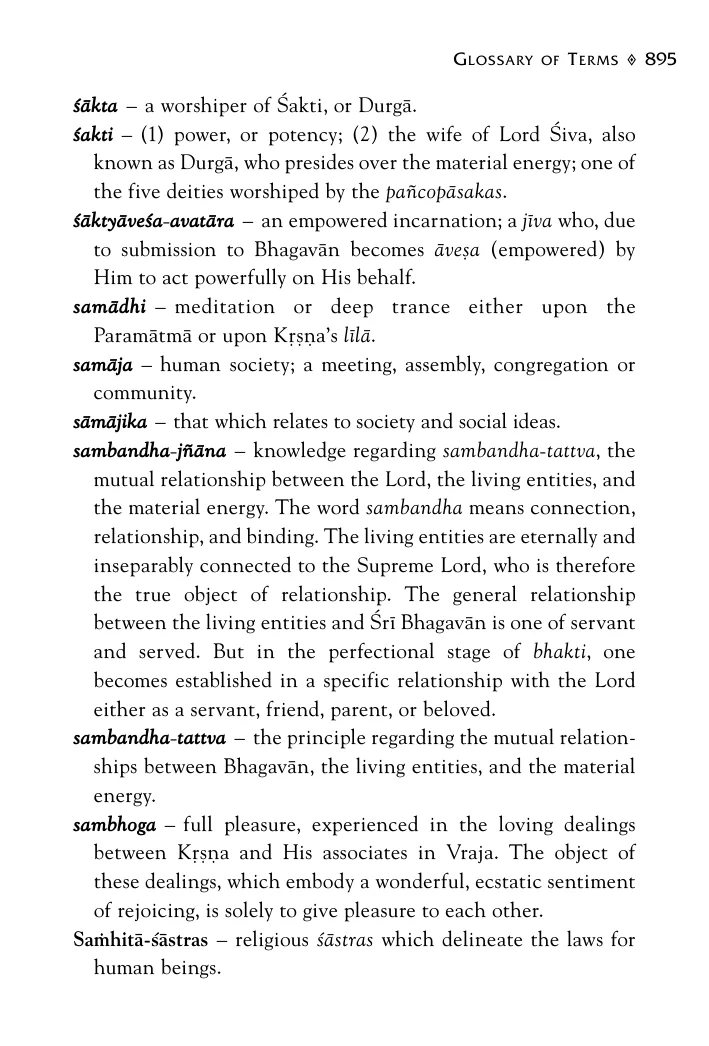 Glossary of Terms ◊ 895
śākta – a worshiper of Śakti, or Durgā.
śakti – (1) power, or potency; (2) the wife of Lord Śiva, also
known as Durgā, who presides over the material energy; one of
the five deities worshiped by the pañcopāsakas.
śāktyāveśa-avatāra – an empowered incarnation; a jīva who, due
to submission to Bhagavān becomes āveṣa (empowered) by
Him to act powerfully on His behalf.
samādhi – meditation or deep trance either upon the
Paramātmā or upon Kṛṣṇa’s līlā.
samāja – human society; a meeting, assembly, congregation or
community.
sāmājika – that which relates to society and social ideas.
sambandha-jñāna – knowledge regarding sambandha-tattva, the
mutual relationship between the Lord, the living entities, and
the material energy. The word sambandha means connection,
relationship, and binding. The living entities are eternally and
inseparably connected to the Supreme Lord, who is therefore
the true object of relationship. The general relationship
between the living entities and Śrī Bhagavān is one of servant
and served. But in the perfectional stage of bhakti, one
becomes established in a specific relationship with the Lord
either as a servant, friend, parent, or beloved.
sambandha-tattva – the principle regarding the mutual relation-
ships between Bhagavān, the living entities, and the material
energy.
sambhoga – full pleasure, experienced in the loving dealings
between Kṛṣṇa and His associates in Vraja. The object of
these dealings, which embody a wonderful, ecstatic sentiment
of rejoicing, is solely to give pleasure to each other.
Saṁhitā-śāstras – religious śāstras which delineate the laws for
human beings.